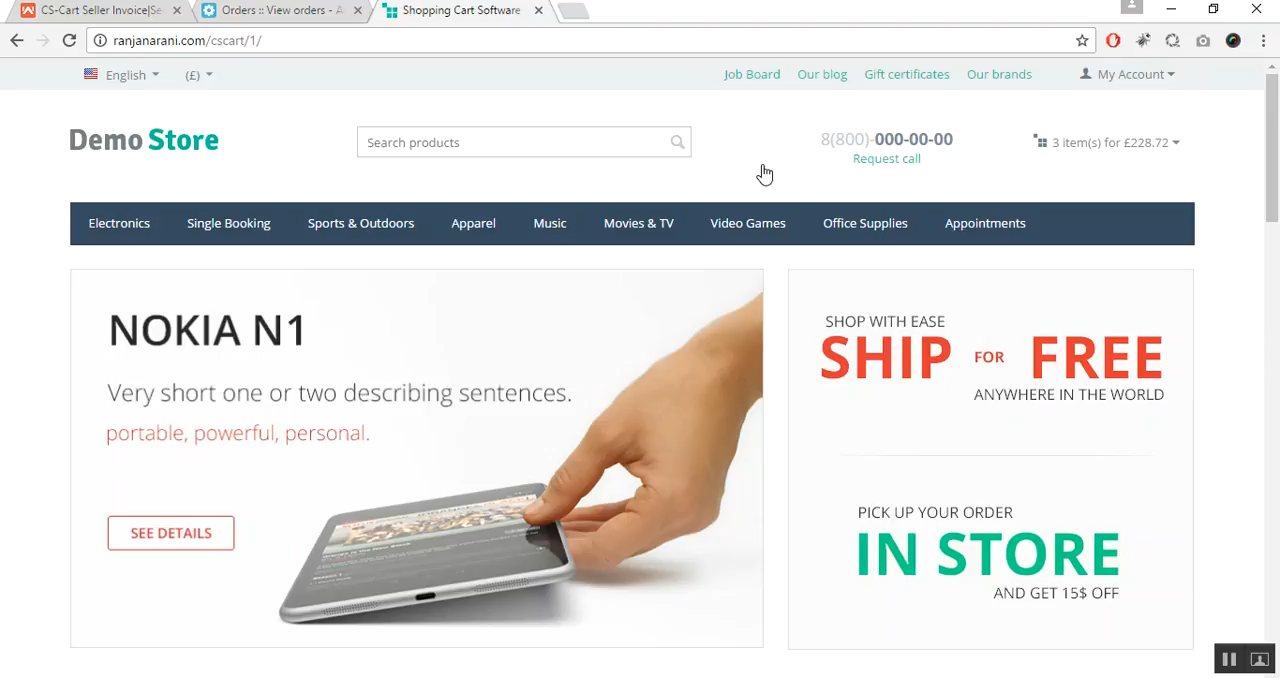 CS-Cart Seller Invoice|Se
Orders :: View orders - A
Shopping Cart Software
ranjanarani.com/cscart/1/
English
(£)
Job Board
Our blog
Gift certificates
Our brands
My Account
Demo Store
Search products
8(800)-000-00-00
Request call
3 item(s) for £228.72
Electronics
Single Booking
Sports & Outdoors
Apparel
Music
Movies & TV
Video Games
Office Supplies
Appointments
NOKIA N1
Very short one or two describing sentences.
portable, powerful, personal.
SEE DETAILS
SHOP WITH EASE
SHIP FOR FREE
ANYWHERE IN THE WORLD
PICK UP YOUR ORDER
IN STORE
AND GET 15$ OFF